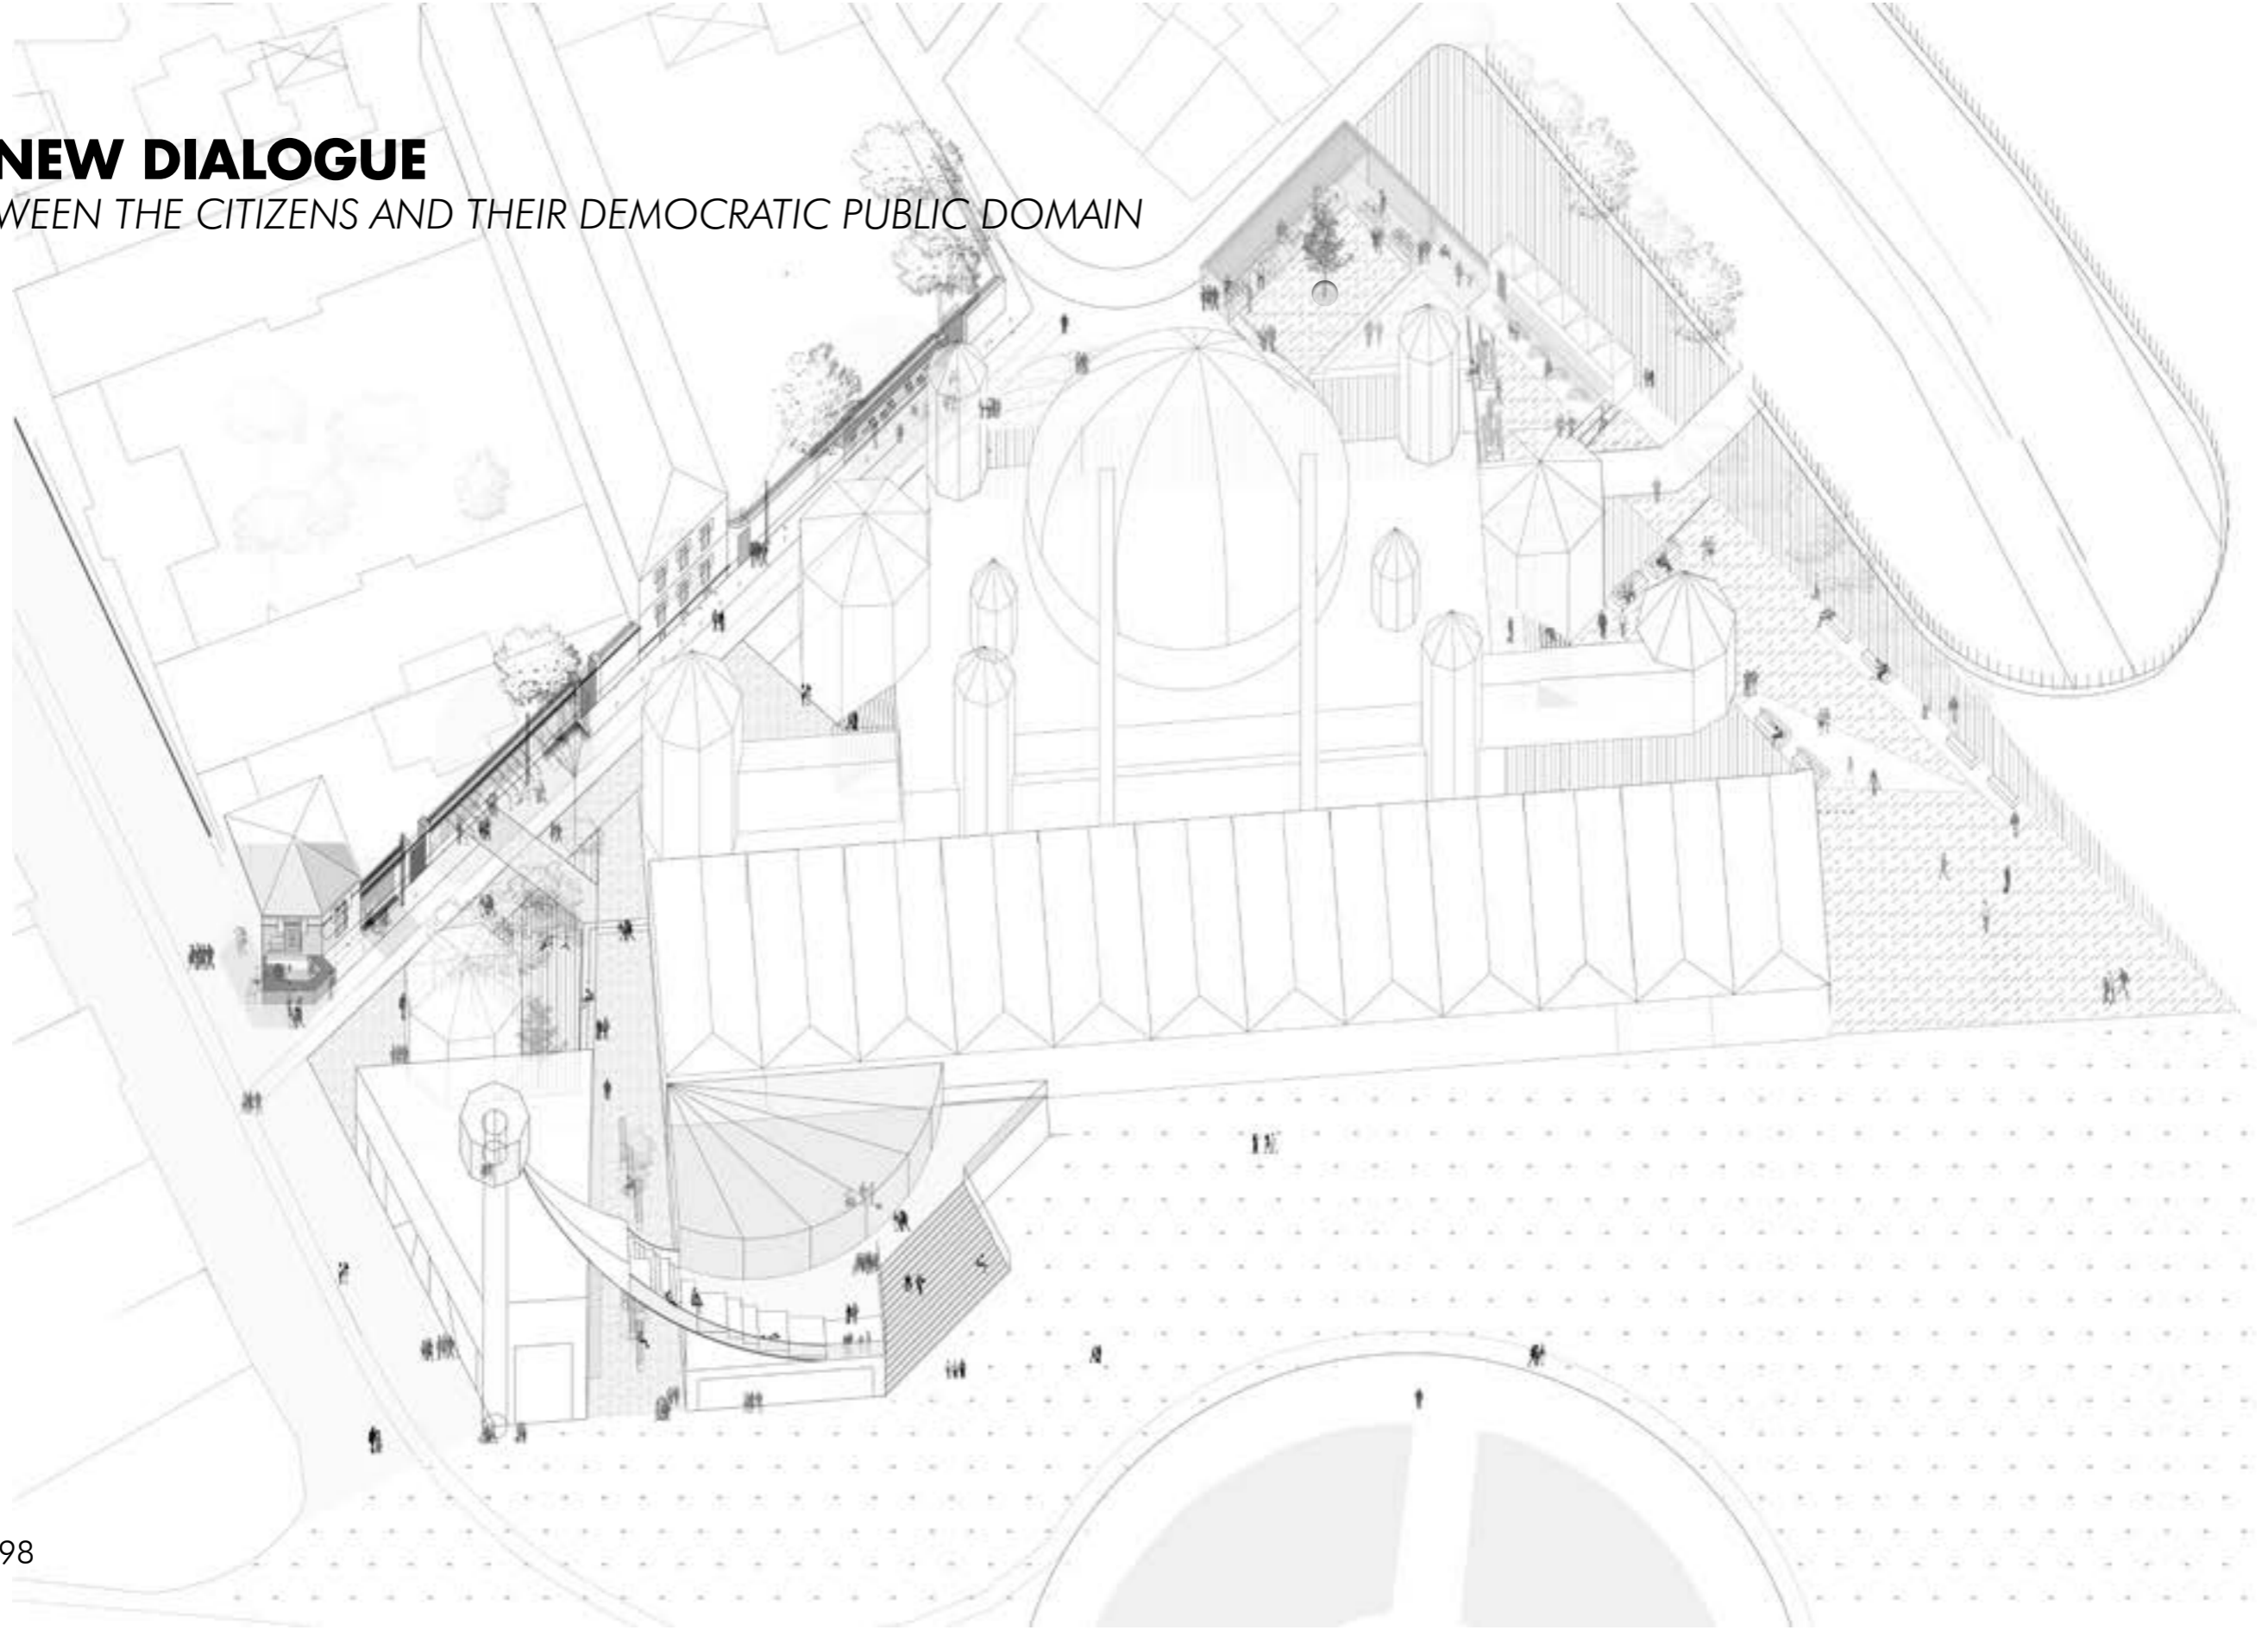 NEW DIALOGUE
WEEN THE CITIZENS AND THEIR DEMOCRATIC PUBLIC DOMAIN
98